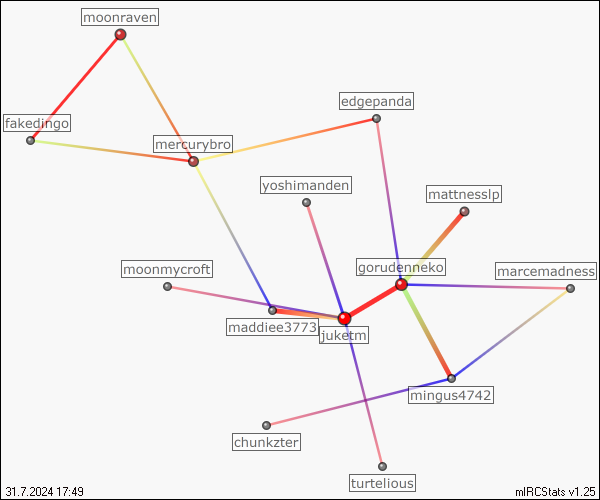 moonraven
edgepanda
fakedingo
mercurybro
yoshimanden
mattnesslp
moonmycroft
gorudenneko
marcemadness
maddiee3773
juketm
mingus4742
chunkzter
turtelious
31.7.2024 17:49
mIRCStats v1.25